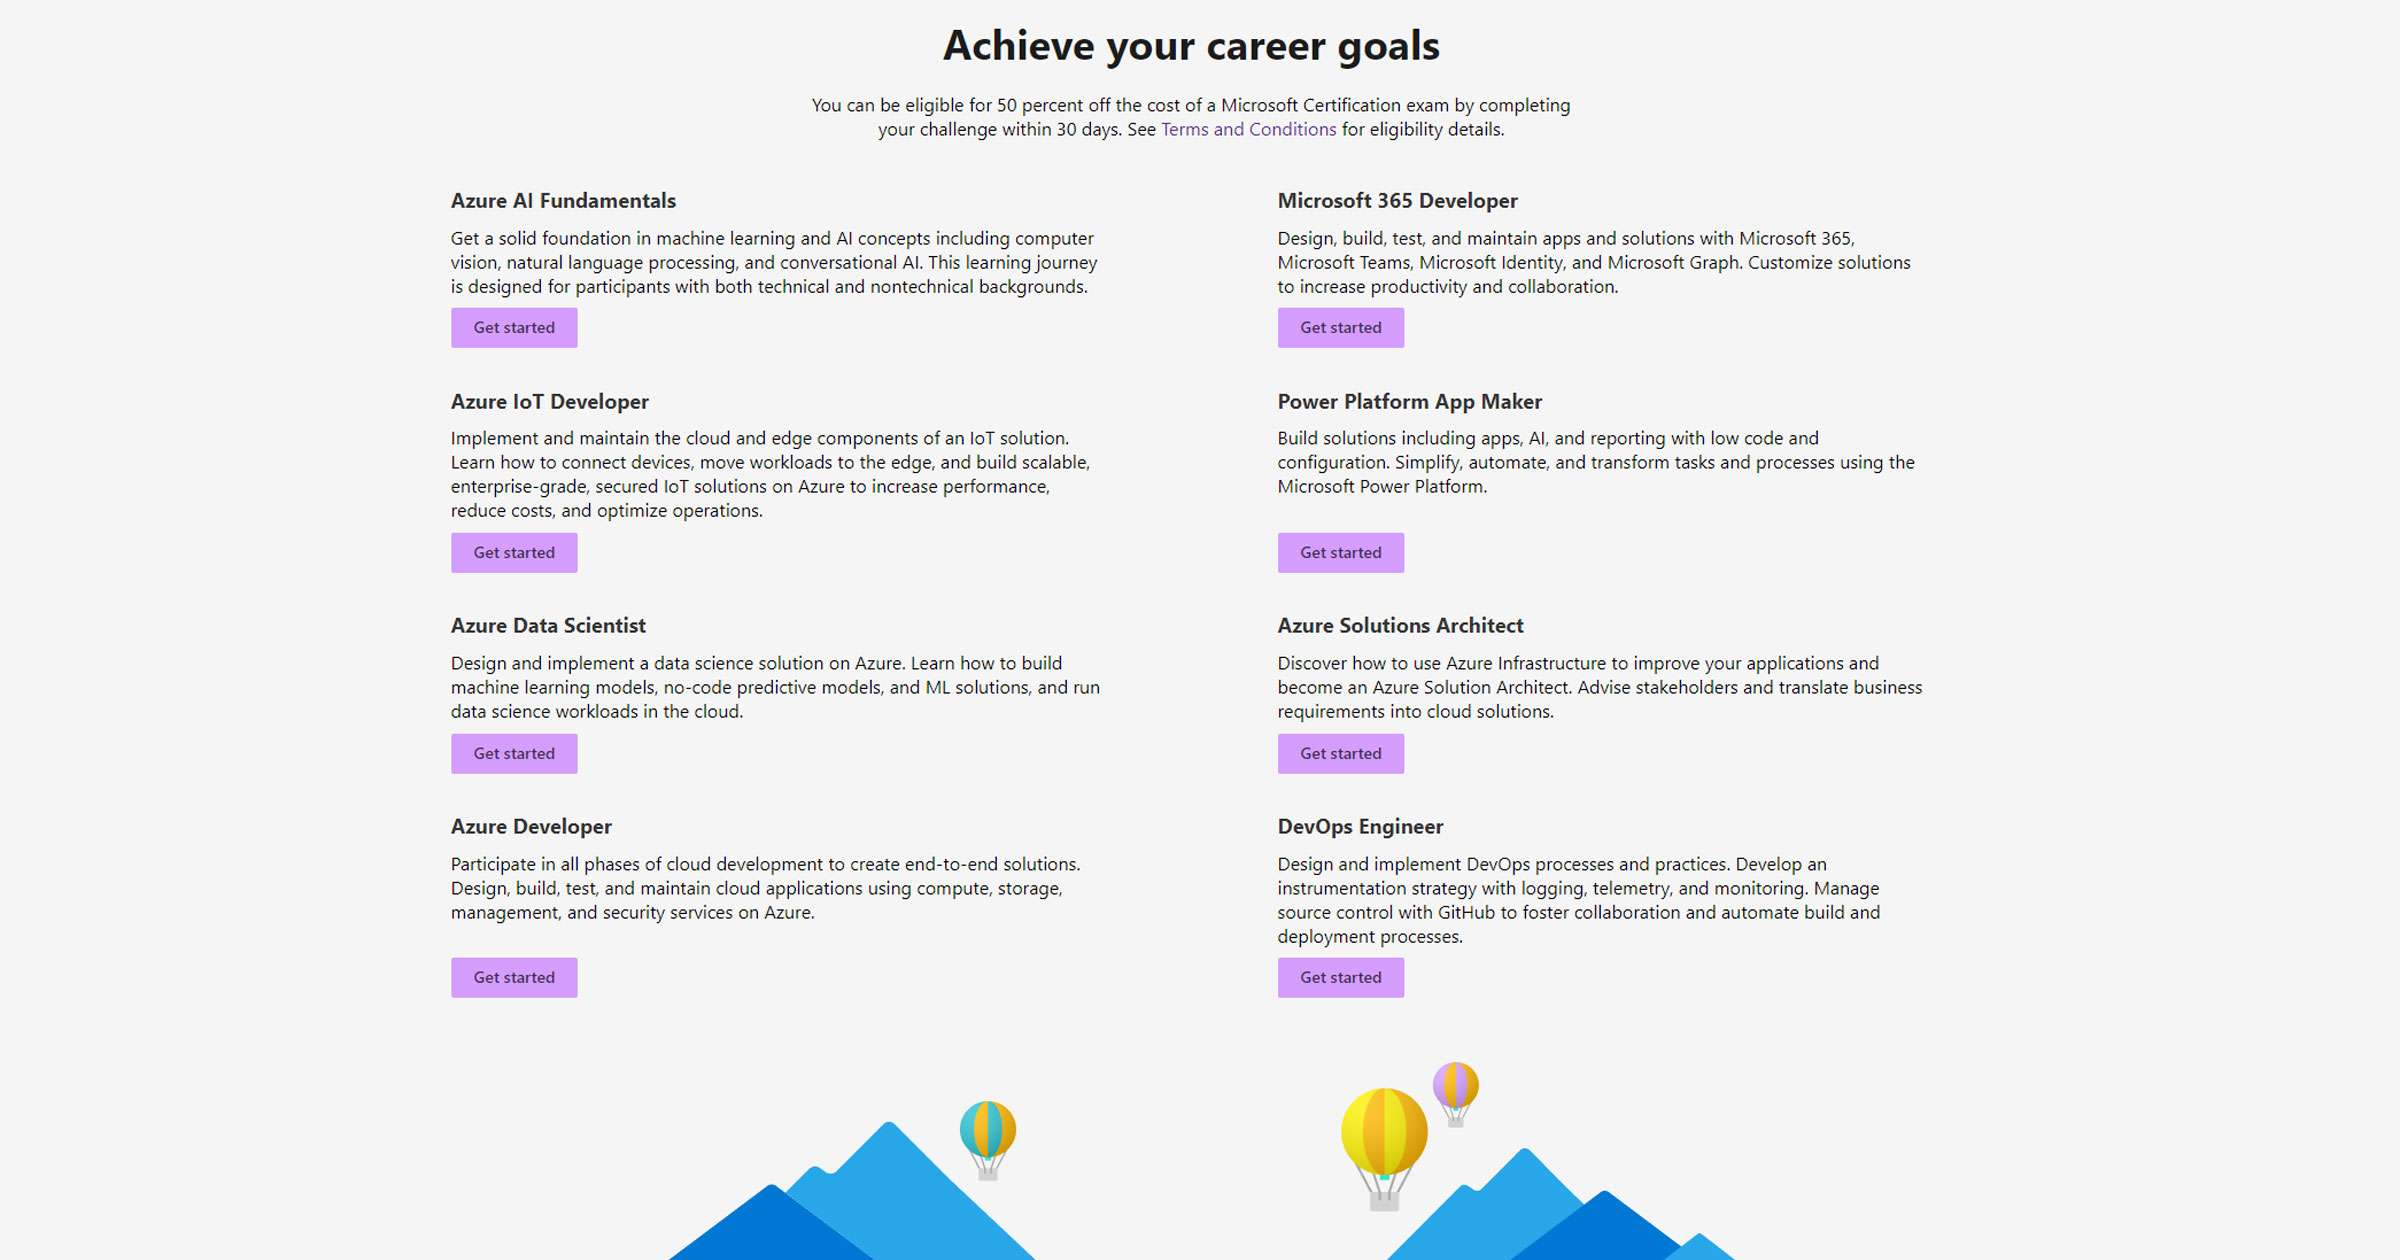 Achieve your career goals
You can be eligible for 50 percent off the cost of a Microsoft Certification exam by completing
your challenge within 30 days. See Terms and Conditions for eligibility details.
Azure AI Fundamentals
Get a solid foundation in machine learning and AI concepts including computer
vision, natural language processing, and conversational AI. This learning journey
is designed for participants with both technical and nontechnical backgrounds.
Get started
Microsoft 365 Developer
Design, build, test, and maintain apps and solutions with Microsoft 365,
Microsoft Teams, Microsoft Identity, and Microsoft Graph. Customize solutions
to increase productivity and collaboration.
Get started
Azure IoT Developer
Implement and maintain the cloud and edge components of an IoT solution.
Learn how to connect devices, move workloads to the edge, and build scalable,
enterprise-grade, secured IoT solutions on Azure to increase performance,
reduce costs, and optimize operations.
Get started
Power Platform App Maker
Build solutions including apps, AI, and reporting with low code and
configuration. Simplify, automate, and transform tasks and processes using the
Microsoft Power Platform.
Get started
Azure Data Scientist
Design and implement a data science solution on Azure. Learn how to build
machine learning models, no-code predictive models, and ML solutions, and run
data science workloads in the cloud.
Get started
Azure Solutions Architect
Discover how to use Azure Infrastructure to improve your applications and
become an Azure Solution Architect. Advise stakeholders and translate business
requirements into cloud solutions.
Get started
Azure Developer
Participate in all phases of cloud development to create end-to-end solutions.
Design, build, test, and maintain cloud applications using compute, storage,
management, and security services on Azure.
Get started
DevOps Engineer
Design and implement DevOps processes and practices. Develop an
instrumentation strategy with logging, telemetry, and monitoring. Manage
source control with GitHub to foster collaboration and automate build and
deployment processes.
Get started